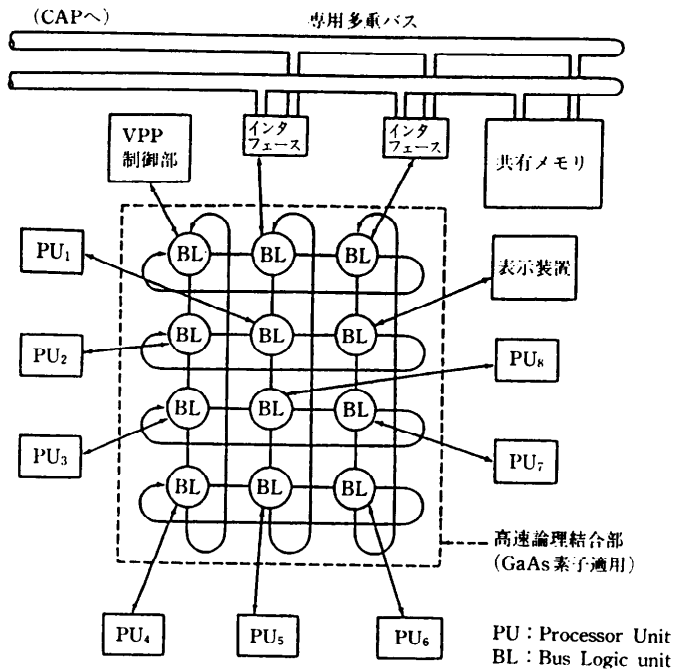 (CAPへ)
専用多重バス
VPP
制御部
インタ
フェース
インタ
フェース
共有メモリ
PU₁
BL
BL
BL
表示装置
PU₂
BL
BL
BL
PU₈
PU₃
BL
BL
BL
PU₇
BL
BL
BL
高速論理結合部
(GaAs素子適用)
PU₄
PU₅
PU₆
PU：Processor Unit
BL：Bus Logic unit